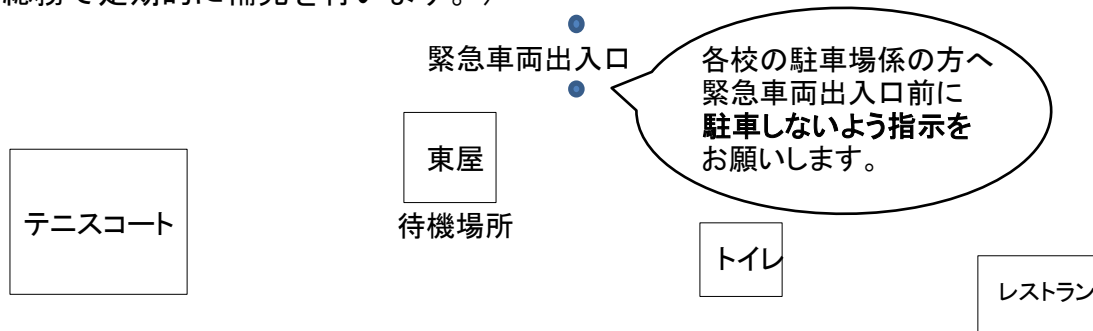 総務で定期的に補充を行います。)
緊急車両出入口
各校の駐車場係の方へ
緊急車両出入口前に
駐車しないよう指示を
お願いします。
東屋
テニスコート
待機場所
トイレ
レストラン